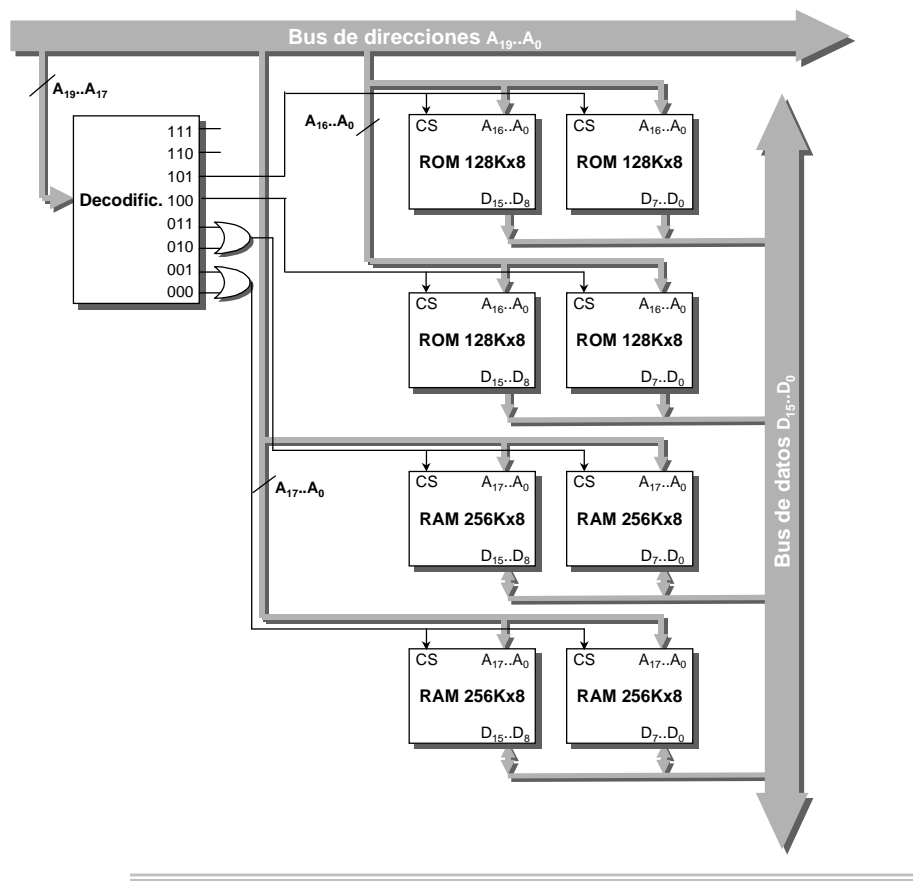 Bus de direcciones A₁₉..A₀
A₁₉..A₁₇
A₁₆..A₀
Decodific.
111
110
101
100
011
010
001
000
CS A₁₆..A₀
ROM 128Kx8
D₁₅..D₈
CS A₁₆..A₀
ROM 128Kx8
D₇..D₀
CS A₁₆..A₀
ROM 128Kx8
D₁₅..D₈
CS A₁₆..A₀
ROM 128Kx8
D₇..D₀
A₁₇..A₀
CS A₁₇..A₀
RAM 256Kx8
D₁₅..D₈
CS A₁₇..A₀
RAM 256Kx8
D₇..D₀
CS A₁₇..A₀
RAM 256Kx8
D₁₅..D₈
CS A₁₇..A₀
RAM 256Kx8
D₇..D₀
Bus de datos D₁₅..D₀